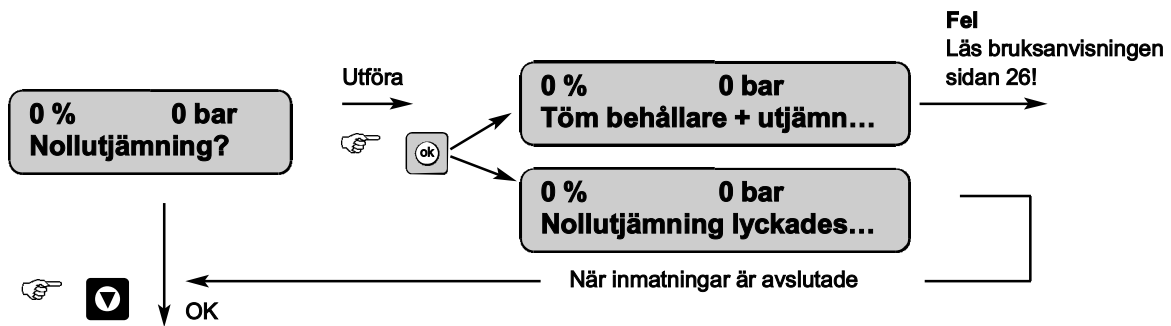 Fel
Läs bruksanvisningen
sidan 26!
Utföra
0 % 0 bar
Nollutjämning?
ok
0 % 0 bar
Töm behållare + utjämn...
0 % 0 bar
Nollutjämning lyckades...
När inmatningar är avslutade
OK